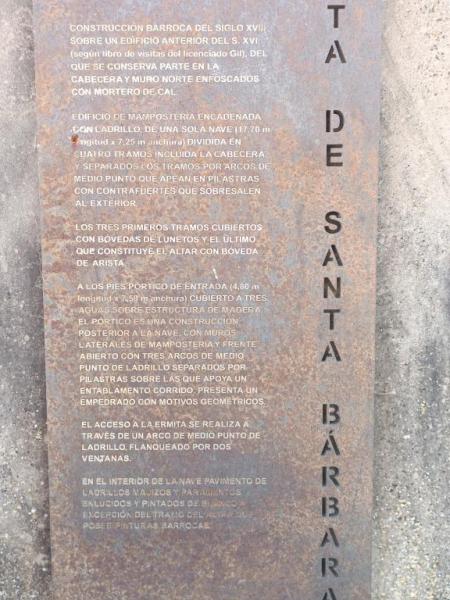 CONSTRUCCIÓN BARROCA DEL SIGLO XVIII
SOBRE UN EDIFICIO ANTERIOR DEL S. XVI
(según libro de visitas del licenciado Gil), DEL
QUE SE CONSERVA PARTE EN LA
CABECERA Y MURO NORTE ENFOSCADOS
CON MORTERO DE CAL.
EDIFICIO DE MAMPOSTERÍA ENCADENADA
CON LADRILLO, DE UNA SOLA NAVE (17,70 m
longitud x 7,25 m anchura) DIVIDIDA EN
CUATRO TRAMOS INCLUIDA LA CABECERA
Y SEPARADOS LOS TRAMOS POR ARCOS DE
MEDIO PUNTO QUE APEAN EN PILASTRAS
CON CONTRAFUERTES QUE SOBRESALEN
AL EXTERIOR.
LOS TRES PRIMEROS TRAMOS CUBIERTOS
CON BÓVEDAS DE LUNETOS Y EL ÚLTIMO
QUE CONSTITUYE EL ALTAR CON BÓVEDA
DE ARISTA.
A LOS PIES PÓRTICO DE ENTRADA (4,60 m
longitud x 7,50 m anchura) CUBIERTO A TRES
AGUAS SOBRE ESTRUCTURA DE MADERA.
EL PÓRTICO ES UNA CONSTRUCCIÓN
POSTERIOR A LA NAVE, CON MUROS
LATERALES DE MAMPOSTERÍA Y FRENTE
ABIERTO CON TRES ARCOS DE MEDIO
PUNTO DE LADRILLO SEPARADOS POR
PILASTRAS SOBRE LAS QUE APOYA UN
ENTABLAMENTO CORRIDO, PRESENTA UN
EMPEDRADO CON MOTIVOS GEOMÉTRICOS.
EL ACCESO A LA ERMITA SE REALIZA A
TRAVÉS DE UN ARCO DE MEDIO PUNTO DE
LADRILLO, FLANQUEADO POR DOS
VENTANAS.
EN EL INTERIOR DE LA NAVE PAVIMENTO DE
LADRILLOS MACIZOS Y PARAMENTOS
ENLUCIDOS Y PINTADOS DE BLANCO A
EXCEPCIÓN DEL TRAMO DEL ALTAR QUE
POSEE PINTURAS BARROCAS.
TA DE SANTA BÁRBARA